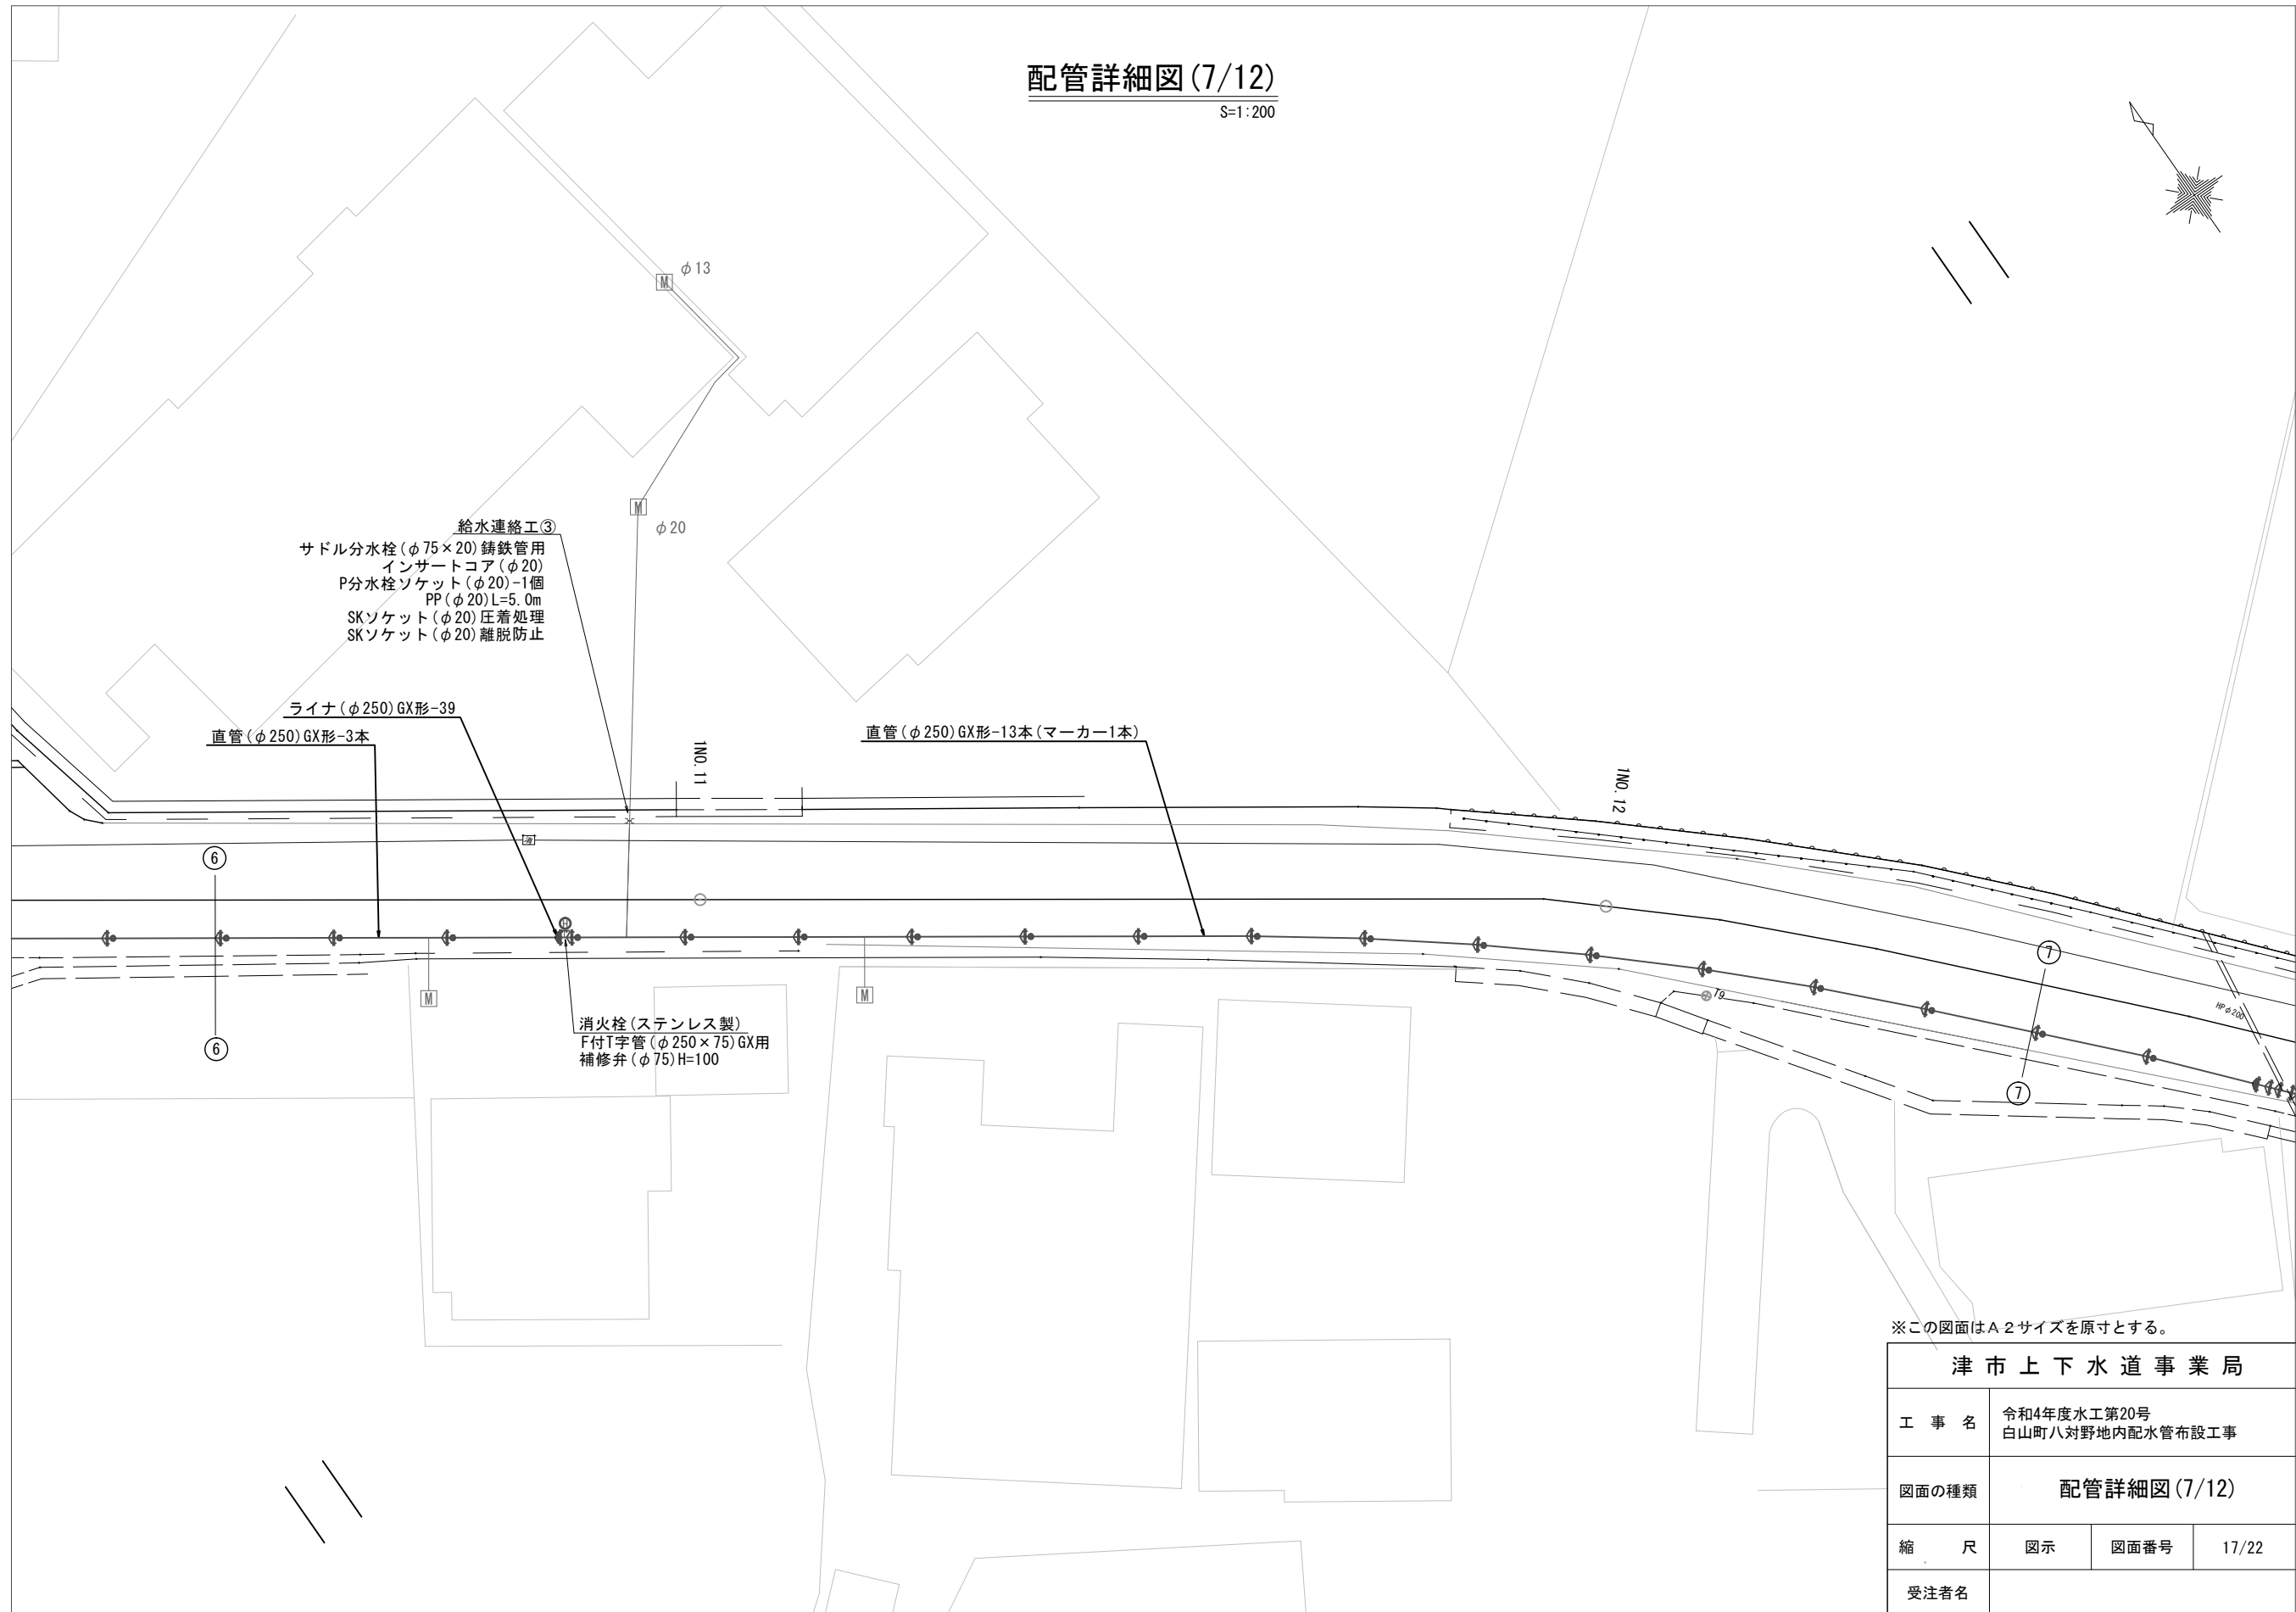 配管詳細図(7/12)
S=1:200
φ13
M
M
φ20
給水連絡工③
サドル分水栓(φ75×20)鋳鉄管用
インサートコア(φ20)
P分水栓ソケット(φ20)-1個
PP(φ20)L=5.0m
SKソケット(φ20)圧着処理
SKソケット(φ20)離脱防止
ライナ(φ250)GX形-39
直管(φ250)GX形-3本
1NO.11
直管(φ250)GX形-13本(マーカー1本)
1NO.12
⑥
H
⑦
M
M
T9
HPφ200
消火栓(ステンレス製)
F付T字管(φ250×75)GX用
補修弁(φ75)H=100
⑥
⑦
※この図面はA2サイズを原寸とする。
津市上下水道事業局
工事名
令和4年度水工第20号
白山町八対野地内配水管布設工事
図面の種類
配管詳細図(7/12)
縮尺 図示 図面番号 17/22
受注者名